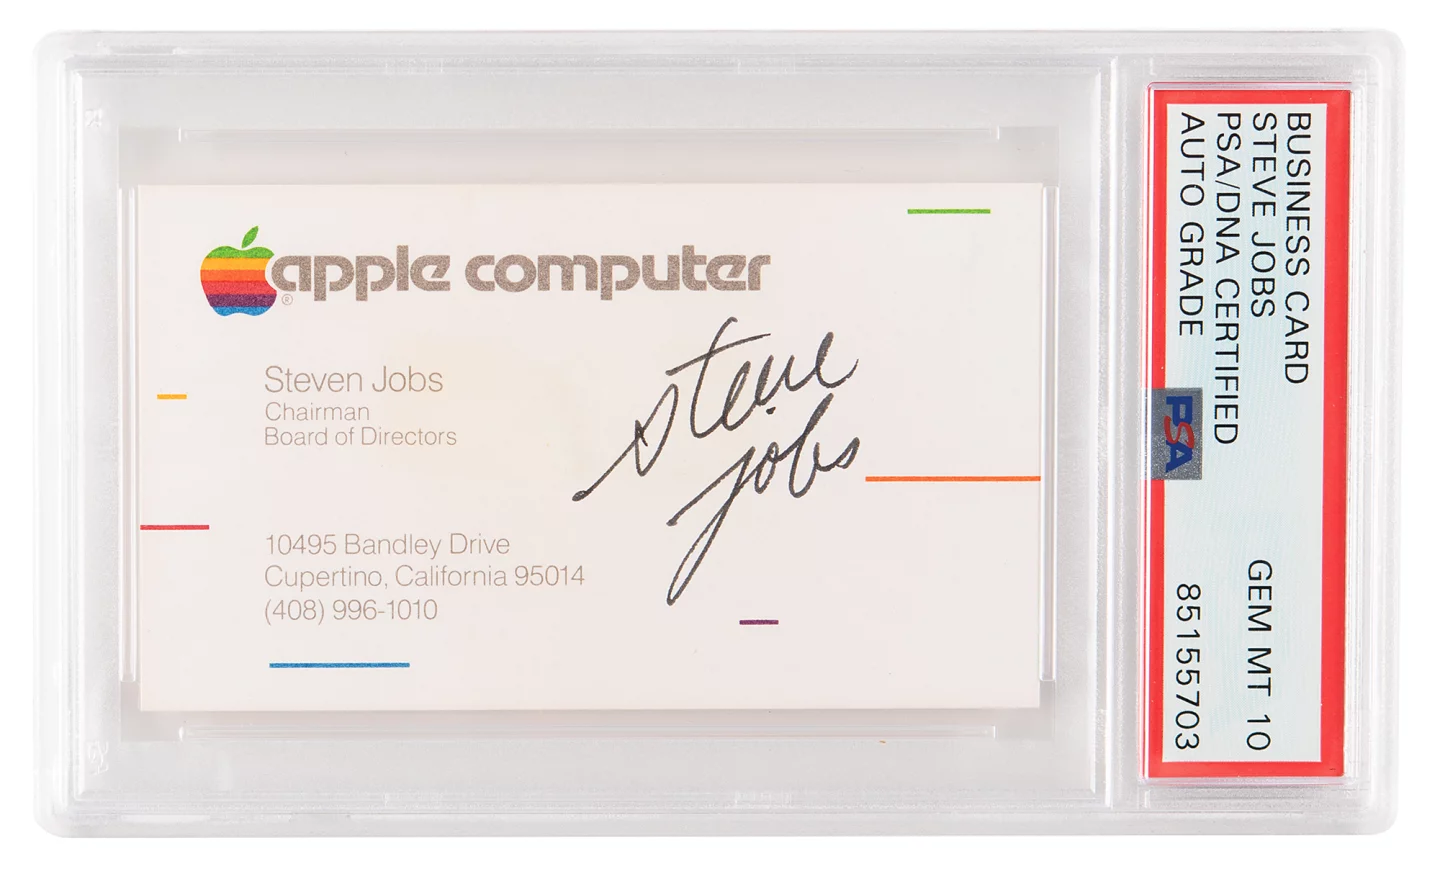 apple computer
®
Steven Jobs
Chairman
Board of Directors
steve
jobs
10495 Bandley Drive
Cupertino, California 95014
(408) 996-1010
BUSINESS CARD
STEVE JOBS
PSA/DNA CERTIFIED
AUTO GRADE
PSA
GEM MT 10
85155703